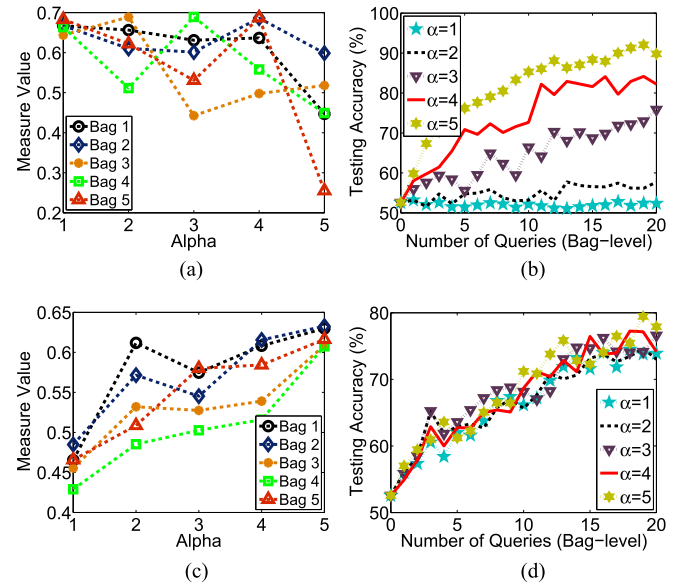 0.7
0.6
0.5
0.4
0.3
0.2
Measure Value
Bag 1
Bag 2
Bag 3
Bag 4
Bag 5
1 2 3 4 5
Alpha
(a)
100
90
80
70
60
50
Testing Accuracy (%)
α=1
α=2
α=3
α=4
α=5
0 5 10 15 20
Number of Queries (Bag-level)
(b)
0.65
0.6
0.55
0.5
0.45
0.4
Measure Value
Bag 1
Bag 2
Bag 3
Bag 4
Bag 5
1 2 3 4 5
Alpha
(c)
80
70
60
50
Testing Accuracy (%)
α=1
α=2
α=3
α=4
α=5
0 5 10 15 20
Number of Queries (Bag-level)
(d)